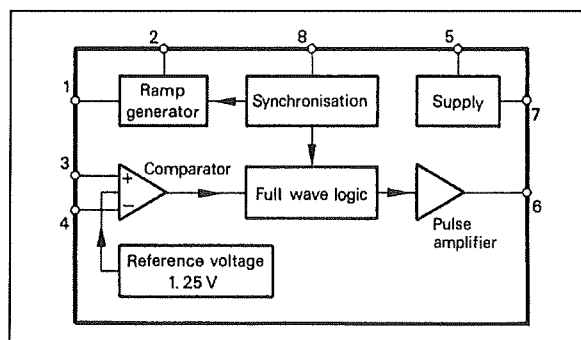 2
8
5
1
Ramp
generator
Synchronisation
Supply
7
3
+
Comparator
4
−
Full wave logic
6
Pulse
amplifier
Reference voltage
1.25 V